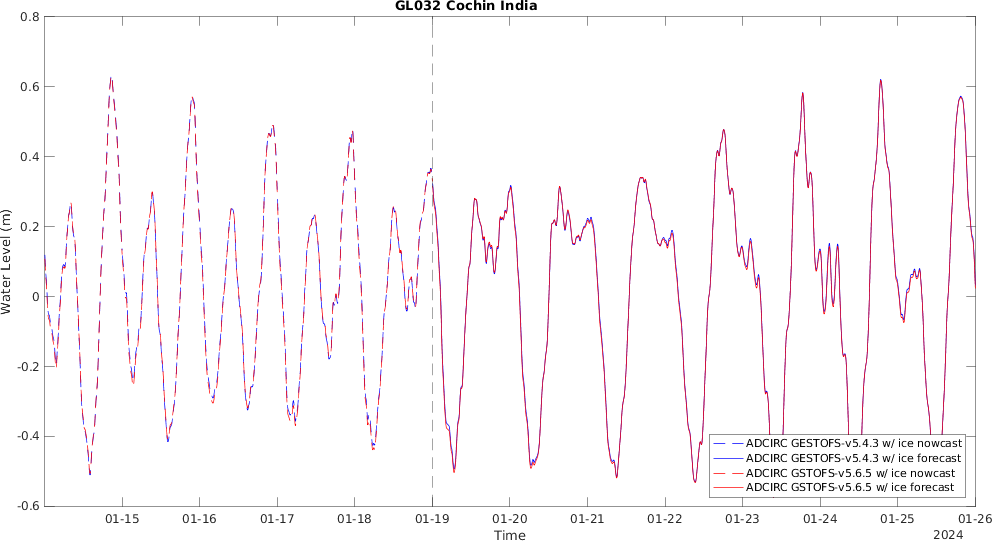 GL032 Cochin India
0.8
0.6
0.4
0.2
0
-0.2
-0.4
-0.6
Water Level (m)
01-15 01-16 01-17 01-18 01-19 01-20 01-21 01-22 01-23 01-24 01-25 01-26
Time
2024
ADCIRC GESTOFS-v5.4.3 w/ ice nowcast
ADCIRC GESTOFS-v5.4.3 w/ ice forecast
ADCIRC GSTOFS-v5.6.5 w/ ice nowcast
ADCIRC GSTOFS-v5.6.5 w/ ice forecast